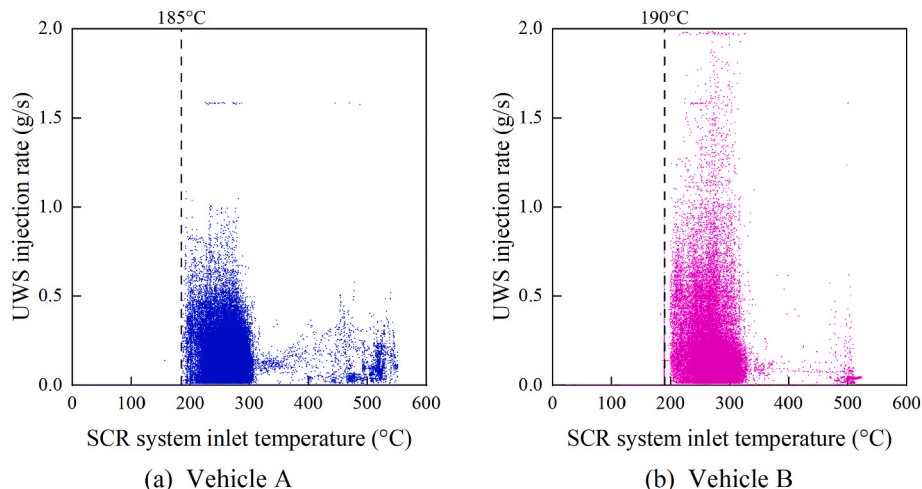 185°C
2.0
1.5
1.0
0.5
0.0
0 100 200 300 400 500 600
UWS injection rate (g/s)
SCR system inlet temperature (°C)
(a) Vehicle A
190°C
2.0
1.5
1.0
0.5
0.0
0 100 200 300 400 500 600
UWS injection rate (g/s)
SCR system inlet temperature (°C)
(b) Vehicle B